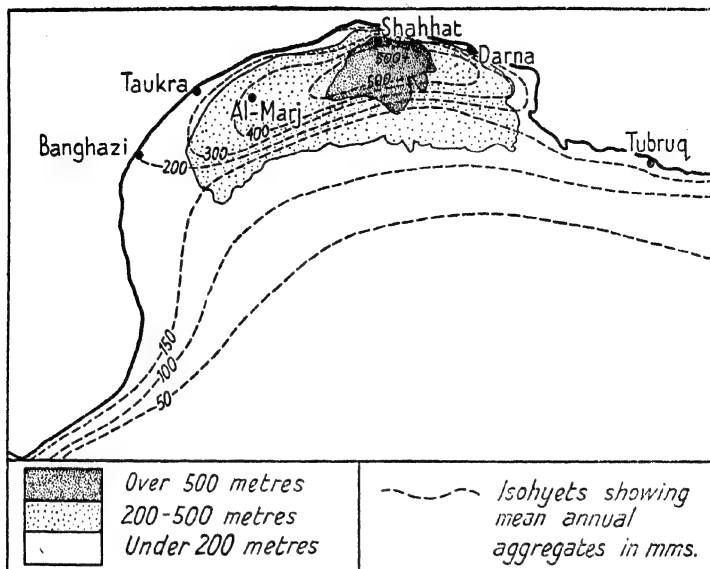 Shahhat
Darna
600+
500
Taukra
Al-Marj
400
Banghazi
300
200
Tubruq
150
100
50
Over 500 metres
200-500 metres
Under 200 metres
Isohyets showing
mean annual
aggregates in mms.